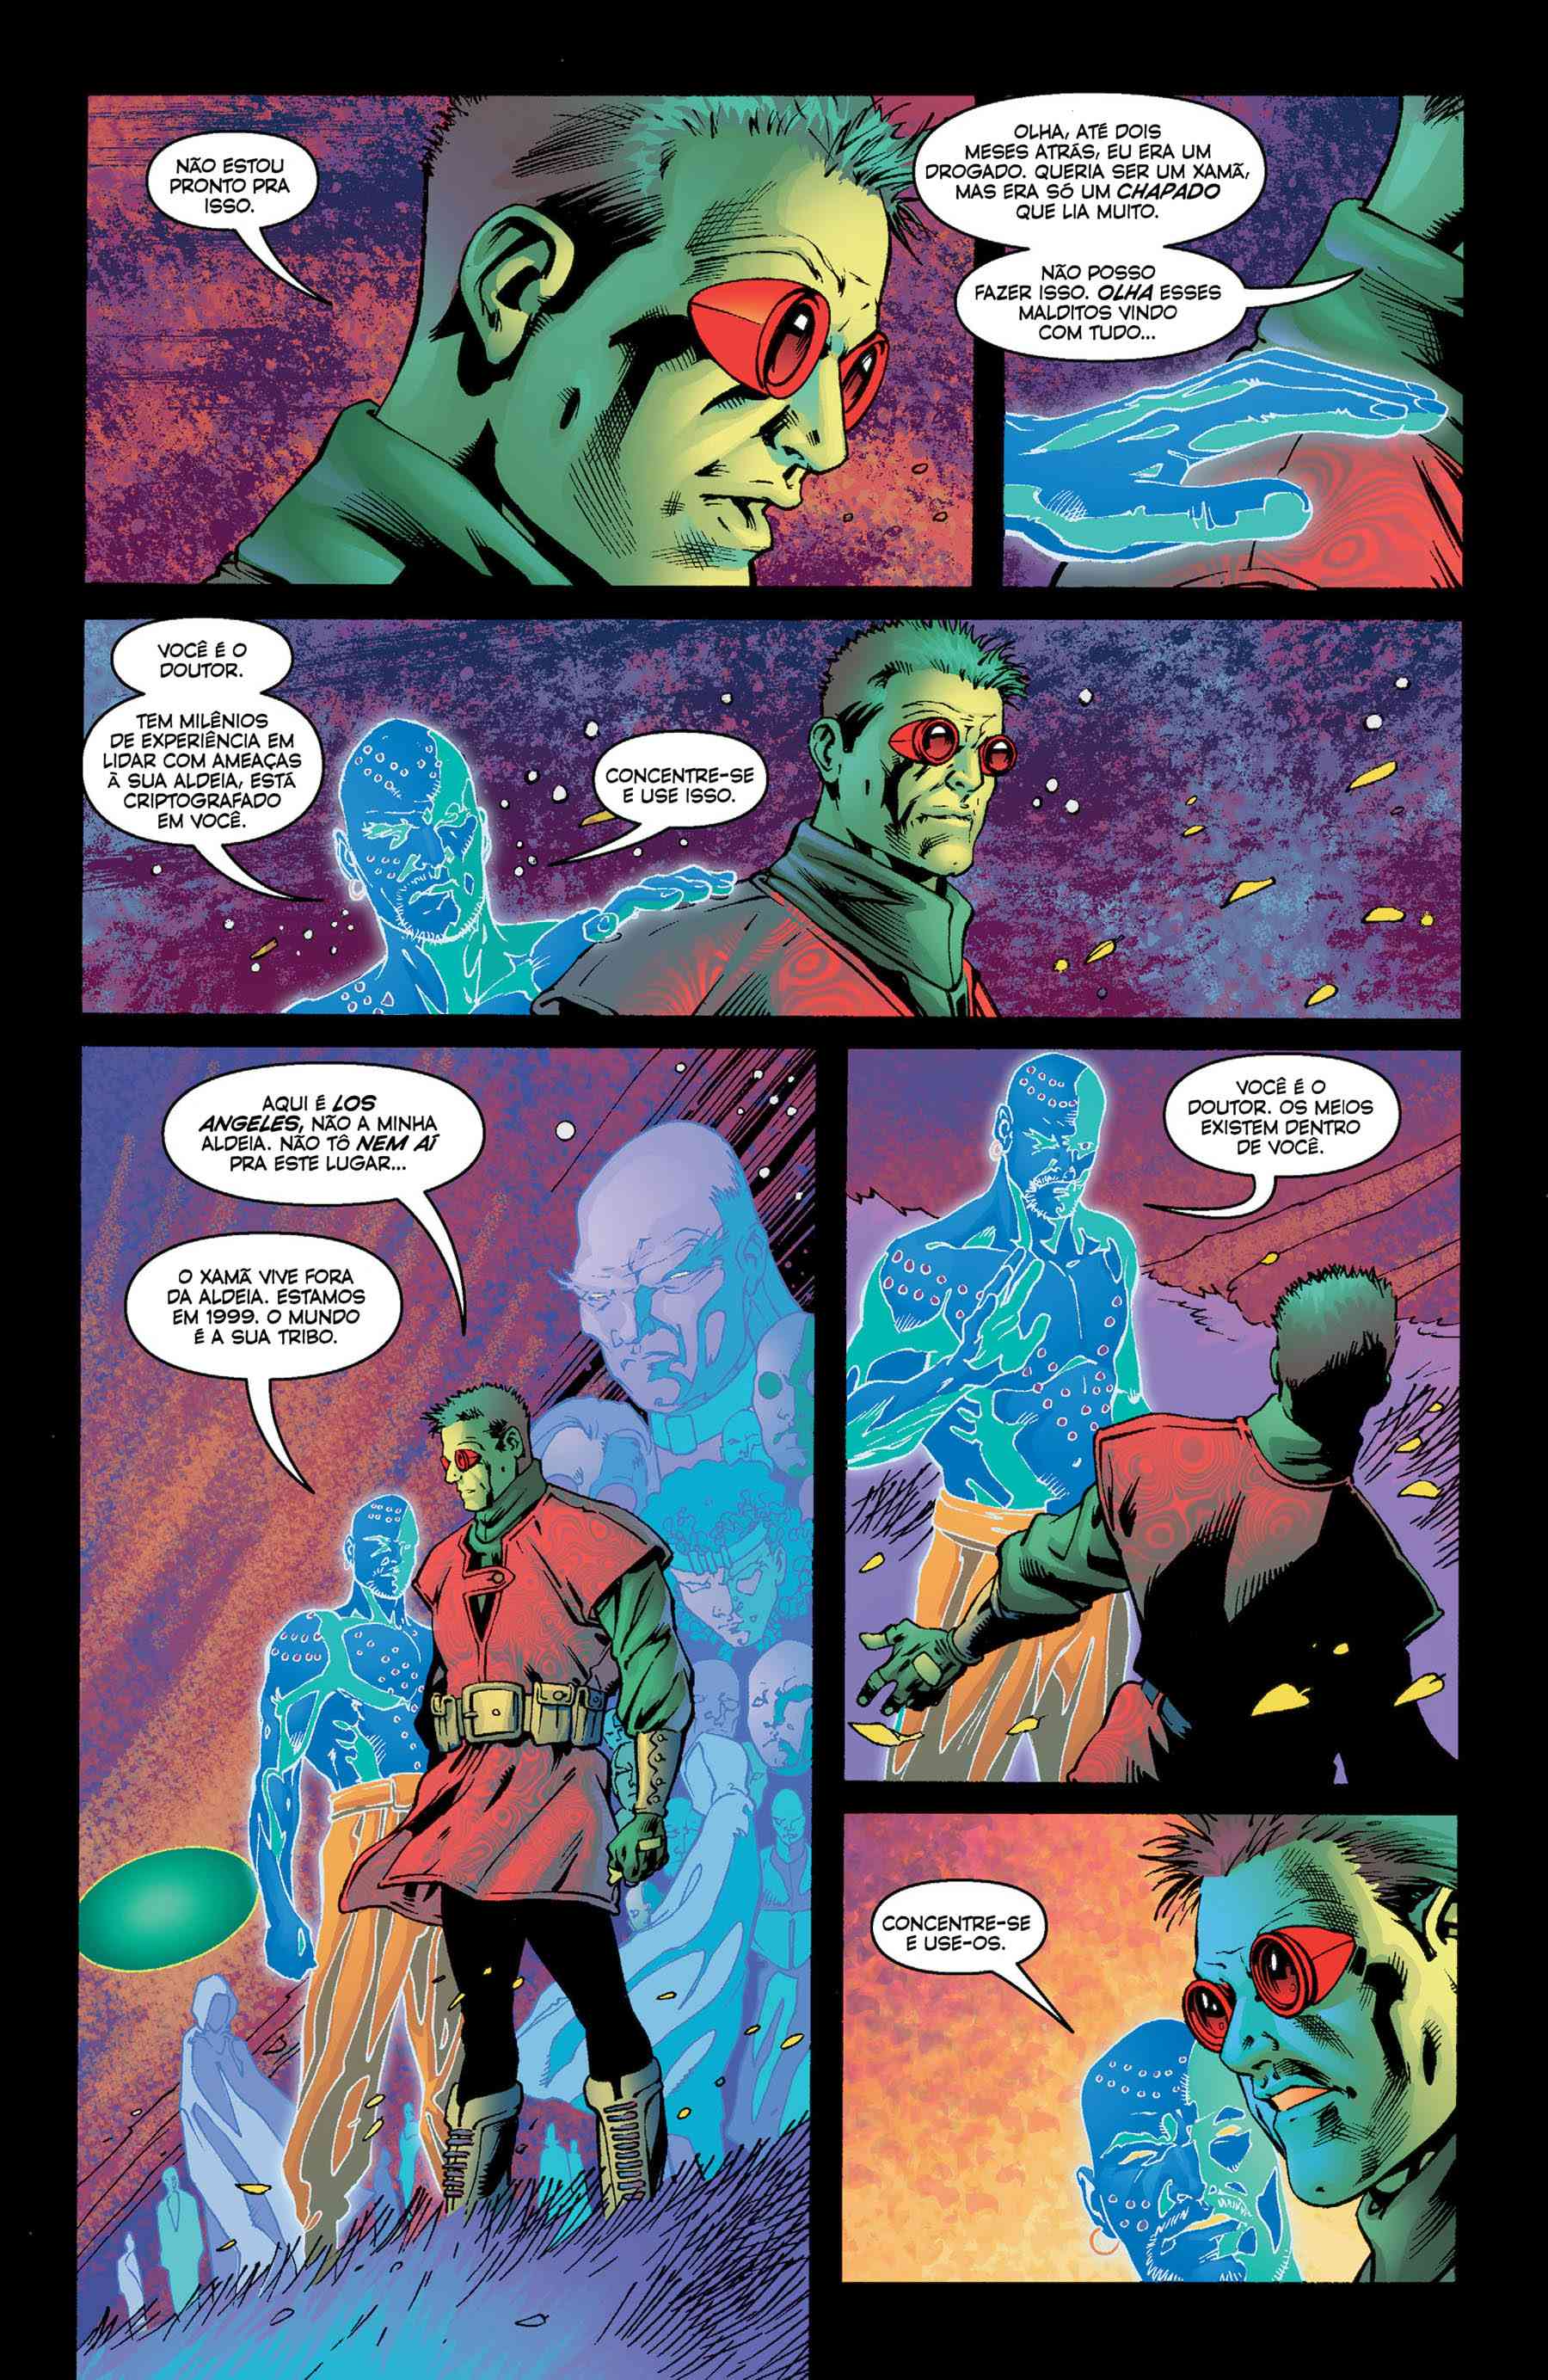 NÃO ESTOU
PRONTO PRA
ISSO.
OLHA, ATÉ DOIS
MESES ATRÁS, EU ERA UM
DROGADO. QUERIA SER UM XAMÃ,
MAS ERA SÓ UM CHAPADO
QUE LIA MUITO.
NÃO POSSO
FAZER ISSO. OLHA ESSES
MALDITOS VINDO
COM TUDO...
VOCÊ É O
DOUTOR.
TEM MILÊNIOS
DE EXPERIÊNCIA EM
LIDAR COM AMEAÇAS
À SUA ALDEIA, ESTÁ
CRIPTOGRAFADO
EM VOCÊ.
CONCENTRE-SE
E USE ISSO.
AQUI É LOS
ANGELES, NÃO A MINHA
ALDEIA. NÃO TÔ NEM AÍ
PRA ESTE LUGAR...
O XAMÃ VIVE FORA
DA ALDEIA. ESTAMOS
EM 1999. O MUNDO
É A SUA TRIBO.
VOCÊ É O
DOUTOR. OS MEIOS
EXISTEM DENTRO
DE VOCÊ.
CONCENTRE-SE
E USE-OS.